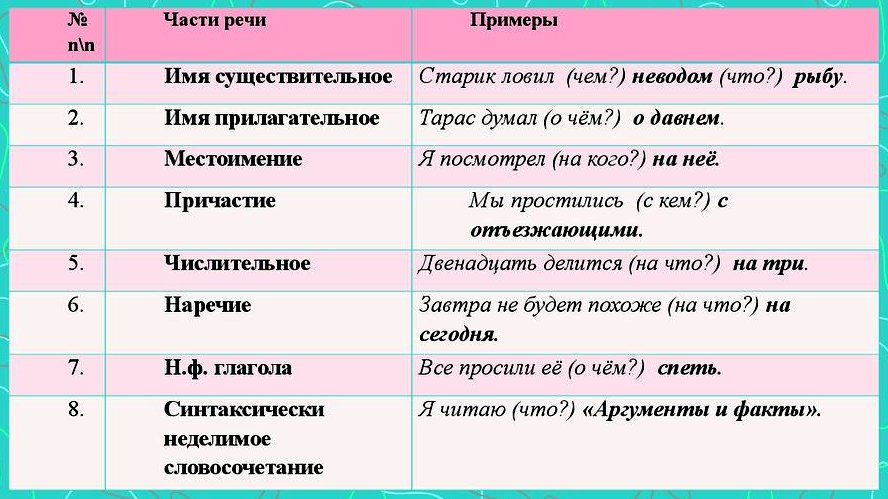 № Части речи Примеры
п\п
1. Имя существительное Старик ловил (чем?) неводом (что?) рыбу.
2. Имя прилагательное Тарас думал (о чём?) о давнем.
3. Местоимение Я посмотрел (на кого?) на неё.
4. Причастие Мы простились (с кем?) с
отъезжающими.
5. Числительное Двенадцать делится (на что?) на три.
6. Наречие Завтра не будет похоже (на что?) на
сегодня.
7. Н.ф. глагола Все просили её (о чём?) спеть.
8. Синтаксически Я читаю (что?) «Аргументы и факты».
неделимое
словосочетание